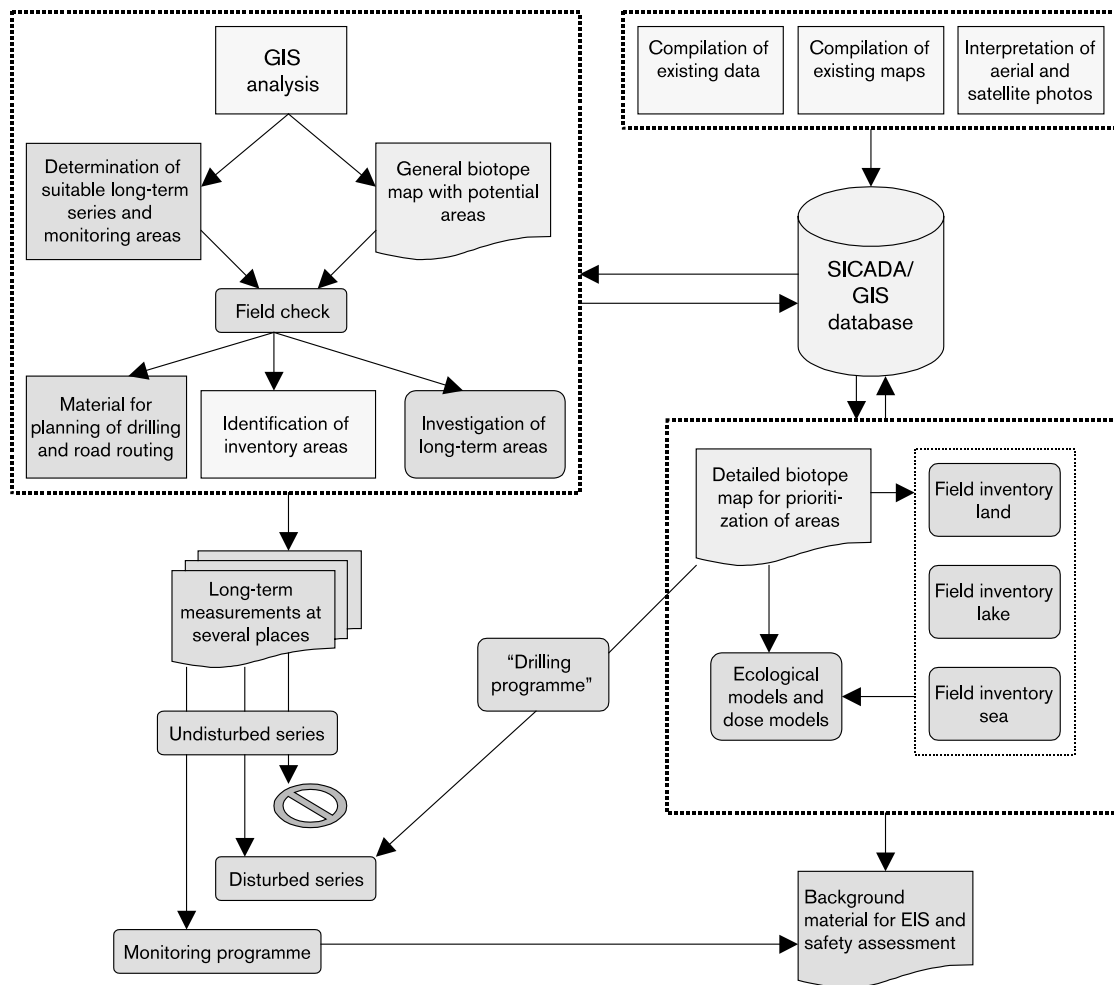 GIS
analysis
Determination of
suitable long-term
series and
monitoring areas
General biotope
map with potential
areas
Field check
Material for
planning of drilling
and road routing
Identification of
inventory areas
Investigation of
long-term areas
Compilation of
existing data
Compilation of
existing maps
Interpretation of
aerial and
satellite photos
SICADA/
GIS
database
Detailed biotope
map for prioriti-
zation of areas
Field inventory
land
Field inventory
lake
Field inventory
sea
Ecological
models and
dose models
Long-term
measurements at
several places
“Drilling
programme”
Undisturbed series
Disturbed series
Monitoring programme
Background
material for EIS and
safety assessment